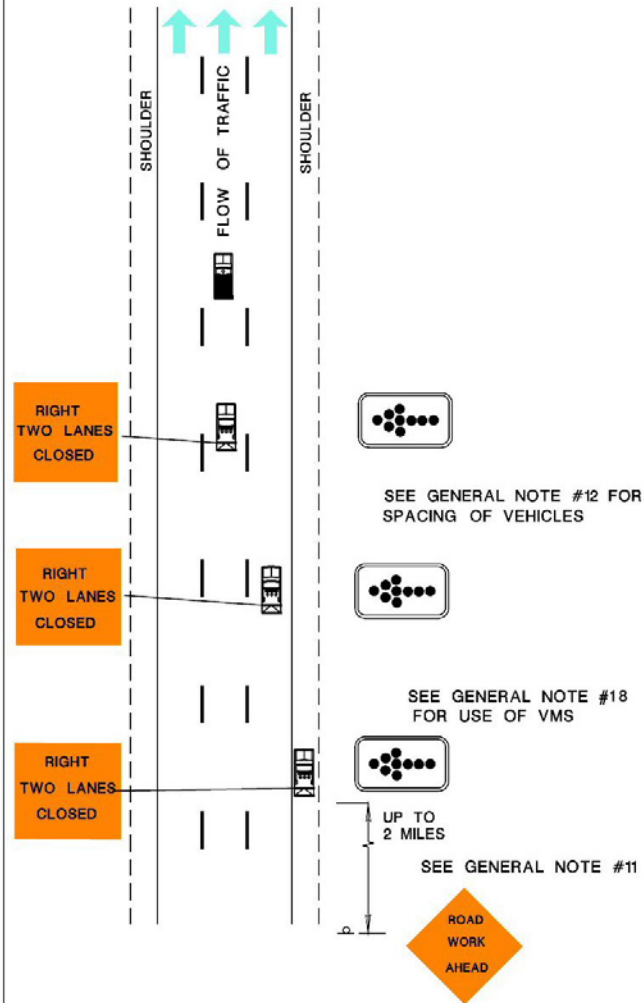 SHOULDER
FLOW OF TRAFFIC
SHOULDER
RIGHT
TWO LANES
CLOSED
SEE GENERAL NOTE #12 FOR
SPACING OF VEHICLES
RIGHT
TWO LANES
CLOSED
SEE GENERAL NOTE #18
FOR USE OF VMS
RIGHT
TWO LANES
CLOSED
UP TO
2 MILES
SEE GENERAL NOTE #11
ROAD
WORK
AHEAD